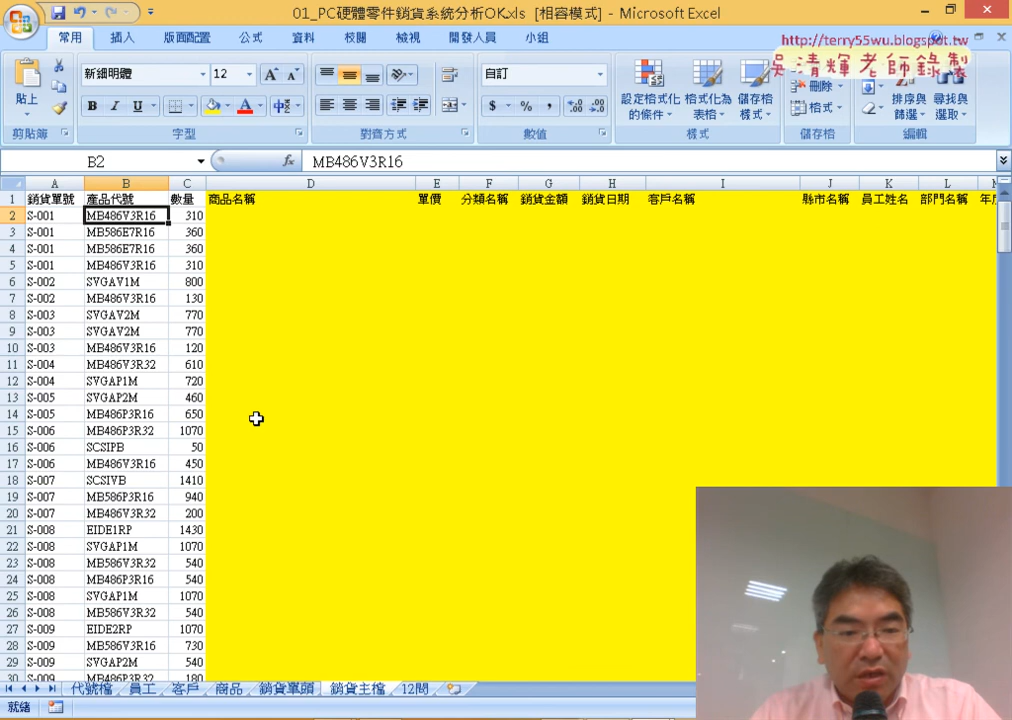 01_PC硬體零件銷貨系統分析OK.xls [相容模式] - Microsoft Excel
常用 插入 版面配置 公式 資料 校閱 檢視 開發人員 小組
http://terry55wu.blogspot.tw
吳清輝老師錄製
貼上 新細明體 12 自訂 設定格式化的條件 格式化為表格 儲存格樣式 刪除 格式 排序與篩選 尋找與選取
剪貼簿 字型 對齊方式 數值 樣式 儲存格 編輯
B2 fx MB486V3R16
A B C D E F G H I J K L M
1 銷貨單號 產品代號 數量 商品名稱 單價 分類名稱 銷貨金額 銷貨日期 客戶名稱 縣市名稱 員工姓名 部門名稱
2 S-001 MB486V3R16 310
3 S-001 MB586E7R16 360
4 S-001 MB586E7R16 360
5 S-001 MB486V3R16 310
6 S-002 SVGAV1M 800
7 S-002 MB486V3R16 130
8 S-003 SVGAV2M 770
9 S-003 SVGAV2M 770
10 S-003 MB486V3R16 120
11 S-004 MB486V3R32 610
12 S-004 SVGAP1M 720
13 S-005 SVGAP2M 460
14 S-005 MB486P3R16 650
15 S-006 MB486P3R32 1070
16 S-006 SCSIPB 50
17 S-006 MB486V3R16 450
18 S-007 SCSIVB 1410
19 S-007 MB586P3R16 940
20 S-007 MB486V3R32 200
21 S-008 EIDE1RP 1430
22 S-008 SVGAP1M 1070
23 S-008 MB586V3R32 540
24 S-008 MB486P3R16 540
25 S-008 SVGAP1M 1070
26 S-008 MB586V3R32 540
27 S-009 EIDE2RP 1070
28 S-009 MB586V3R16 730
29 S-009 SVGAP2M 540
30 S-009 MB486P3R32 180
代號檔 員工 客戶 商品 銷貨單頭 銷貨主檔 12問
就緒